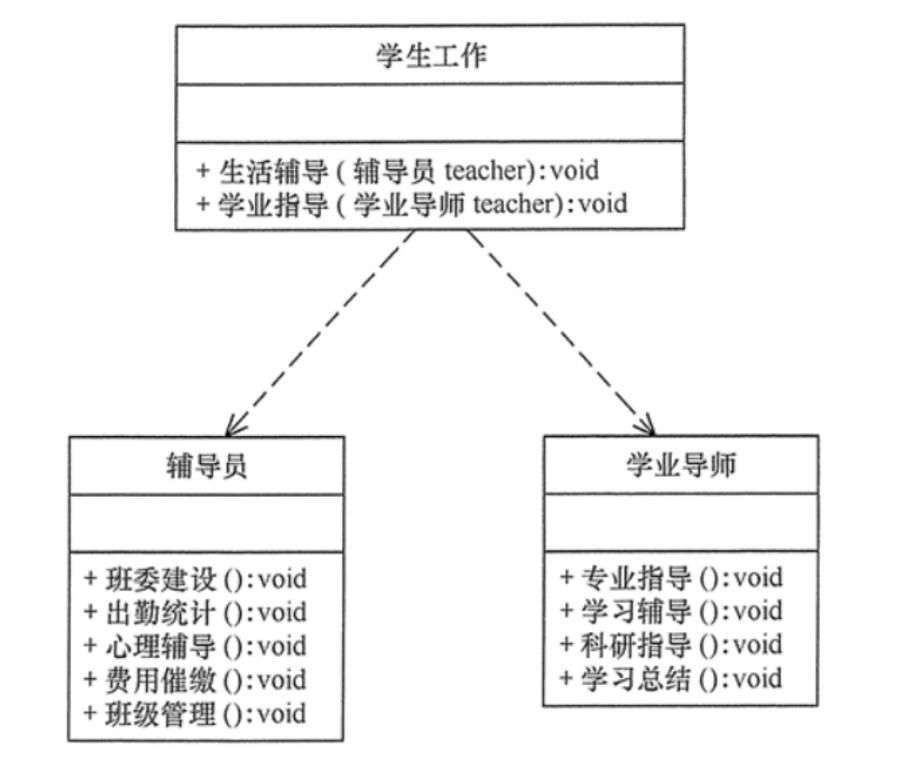 学生工作
+ 生活辅导 ( 辅导员 teacher):void
+ 学业指导 ( 学业导师 teacher):void
辅导员
+ 班委建设 ():void
+ 出勤统计 ():void
+ 心理辅导 ():void
+ 费用催缴 ():void
+ 班级管理 ():void
学业导师
+ 专业指导 ():void
+ 学习辅导 ():void
+ 科研指导 ():void
+ 学习总结 ():void